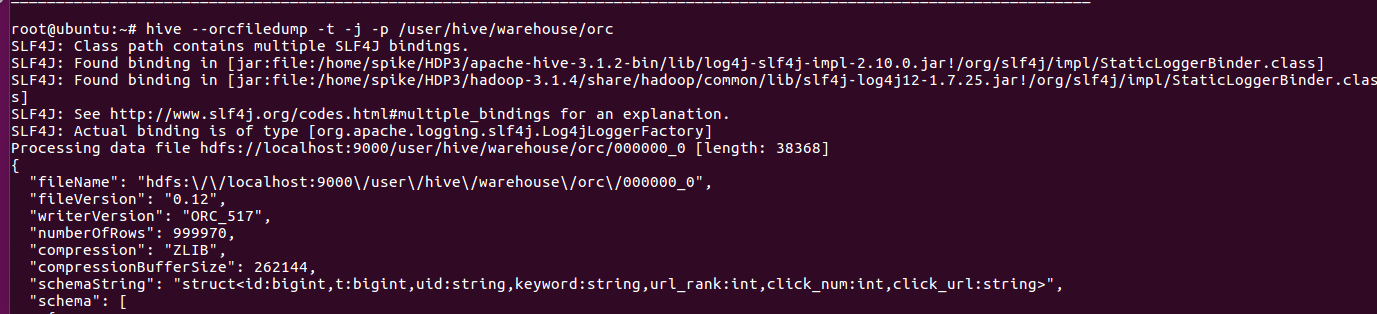 root@ubuntu:~# hive --orcfiledump -t -j -p /user/hive/warehouse/orc
SLF4J: Class path contains multiple SLF4J bindings.
SLF4J: Found binding in [jar:file:/home/spike/HDP3/apache-hive-3.1.2-bin/lib/log4j-slf4j-impl-2.10.0.jar!/org/slf4j/impl/StaticLoggerBinder.class]
SLF4J: Found binding in [jar:file:/home/spike/HDP3/hadoop-3.1.4/share/hadoop/common/lib/slf4j-log4j12-1.7.25.jar!/org/slf4j/impl/StaticLoggerBinder.clas
s]
SLF4J: See http://www.slf4j.org/codes.html#multiple_bindings for an explanation.
SLF4J: Actual binding is of type [org.apache.logging.slf4j.Log4jLoggerFactory]
Processing data file hdfs://localhost:9000/user/hive/warehouse/orc/000000_0 [length: 38368]
{
  "fileName": "hdfs:\/\/localhost:9000\/user\/hive\/warehouse\/orc\/000000_0",
  "fileVersion": "0.12",
  "writerVersion": "ORC_517",
  "numberOfRows": 999970,
  "compression": "ZLIB",
  "compressionBufferSize": 262144,
  "schemaString": "struct<id:bigint,t:bigint,uid:string,keyword:string,url_rank:int,click_num:int,click_url:string>",
  "schema": [